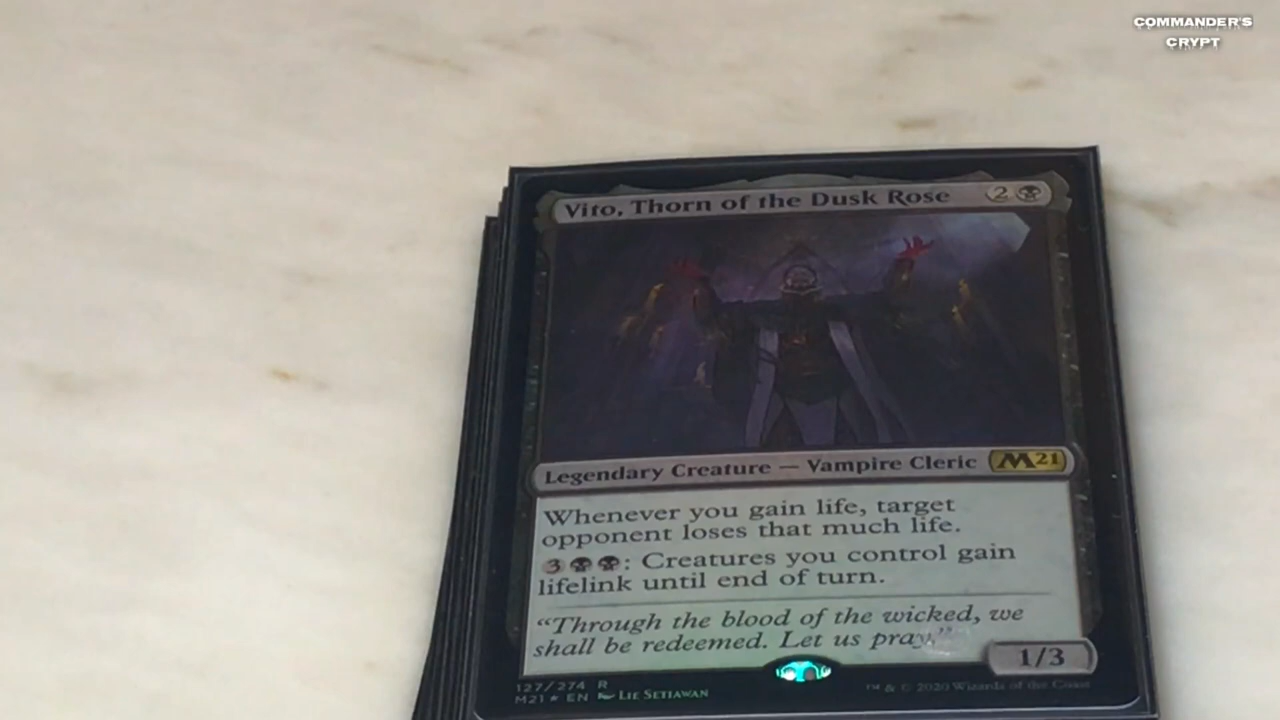 COMMANDER'S
CRYPT
Vito, Thorn of the Dusk Rose 2
Legendary Creature — Vampire Cleric M21
Whenever you gain life, target
opponent loses that much life.
3: Creatures you control gain
lifelink until end of turn.
“Through the blood of the wicked, we
shall be redeemed. Let us pray.”
1/3
127/274 R
M21 ★ EN Lie Setiawan
™ & © 2020 Wizards of the Coast